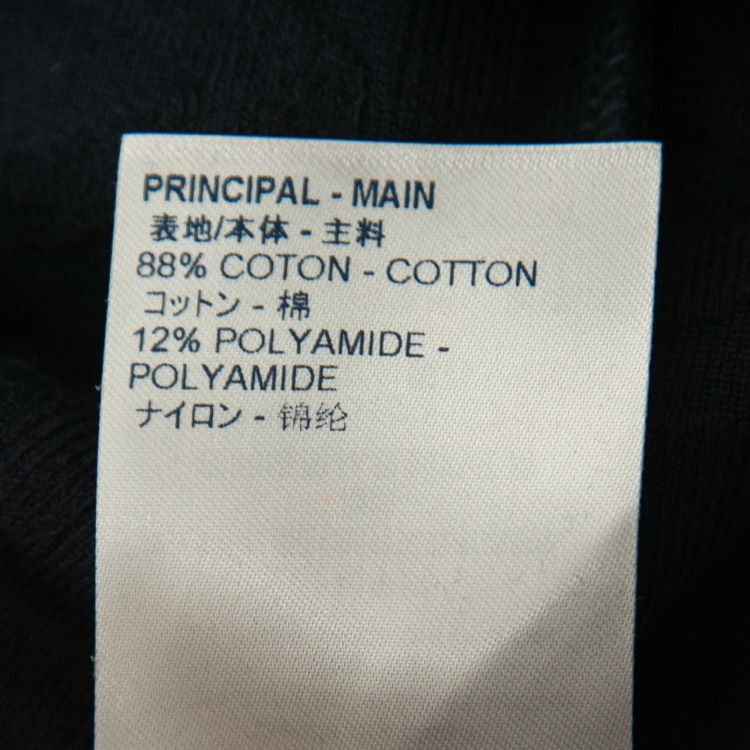 PRINCIPAL - MAIN
表地/本体 - 主料
88% COTON - COTTON
コットン - 棉
12% POLYAMIDE -
POLYAMIDE
ナイロン - 锦纶